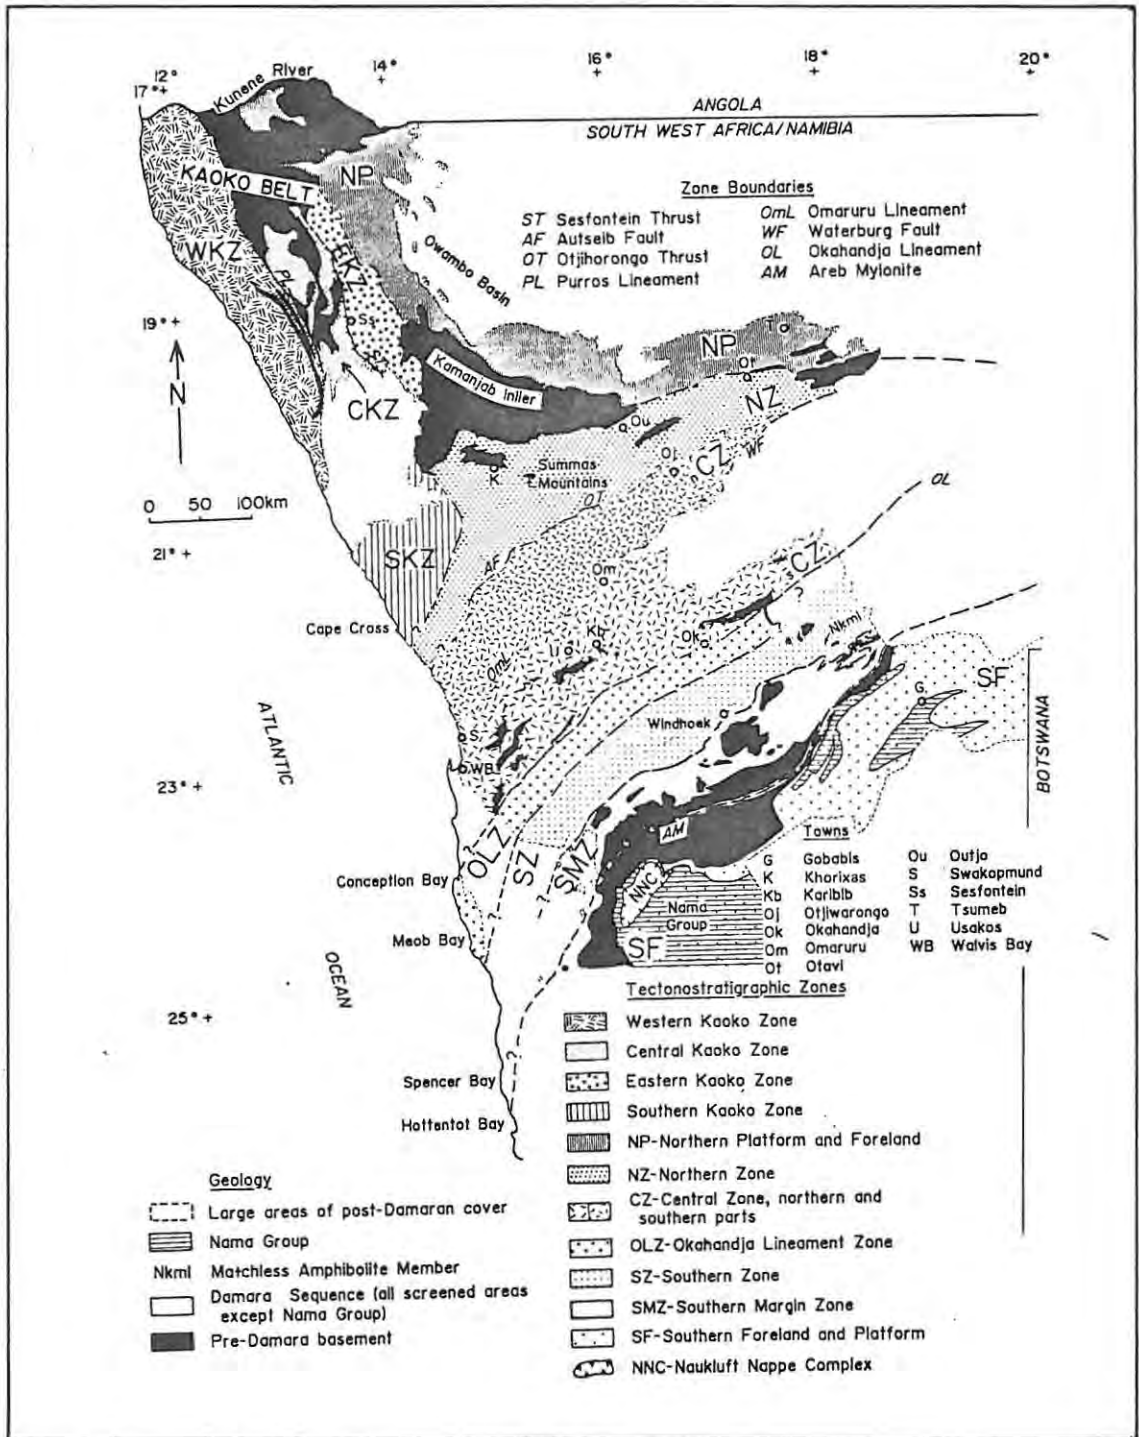 12°
17°+
14°
+
16°
+
18°
+
20°
+
Kunene River
ANGOLA
SOUTH WEST AFRICA/NAMIBIA
KAOKO BELT
NP
WKZ
EKZ
PL
Ss
SZ
CKZ
Owambo Basin
Zone Boundaries
ST Sesfontein Thrust
AF Autseib Fault
OT Otjihorongo Thrust
PL Purros Lineament
OmL Omaruru Lineament
WF Waterburg Fault
OL Okahandja Lineament
AM Areb Mylonite
19°+
N
0 50 100km
21°+
Kamanjab Inlier
NP
T
Ot
NZ
Ou
Oj
n
CZ
WF
K
Summas
Mountains
OT
OL
SKZ
AF
Om
s
CZ
?
Cape Cross
OmL
U
Kb
Ok
?
Nkml
SF
G
Windhoek
ATLANTIC
OCEAN
BOTSWANA
S
WB
23°+
AM
?
OLZ
SZ
SMZ
NNC
Nama
Group
SF
Conception Bay
Meob Bay
?
?
25°+
?
Spencer Bay
Hottentot Bay
Towns
G Gobabis
K Khorixas
Kb Karibib
Oj Otjiwarongo
Ok Okahandja
Om Omaruru
Ot Otavi
Ou Outjo
S Swakopmund
Ss Sesfontein
T Tsumeb
U Usakos
WB Walvis Bay
Tectonostratigraphic Zones
Western Kaoko Zone
Central Kaoko Zone
Eastern Kaoko Zone
Southern Kaoko Zone
NP-Northern Platform and Foreland
NZ-Northern Zone
CZ-Central Zone, northern and
southern parts
OLZ-Okahandja Lineament Zone
SZ-Southern Zone
SMZ-Southern Margin Zone
SF-Southern Foreland and Platform
NNC-Naukluft Nappe Complex
Geology
Large areas of post-Damaran cover
Nama Group
Nkml Matchless Amphibolite Member
Damara Sequence (all screened areas
except Nama Group)
Pre-Damara basement